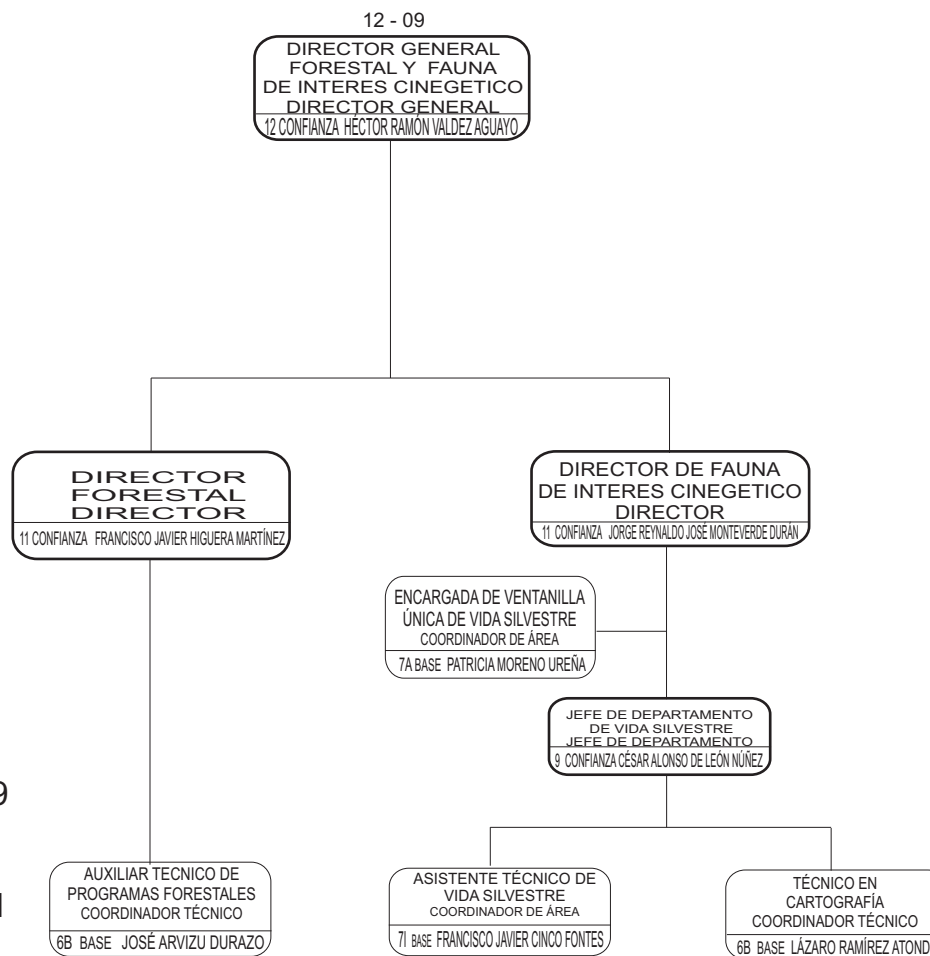 12 - 09
DIRECTOR GENERAL
FORESTAL Y FAUNA
DE INTERES CINEGETICO
DIRECTOR GENERAL
12 CONFIANZA HÉCTOR RAMÓN VALDEZ AGUAYO
DIRECTOR
FORESTAL
DIRECTOR
11 CONFIANZA FRANCISCO JAVIER HIGUERA MARTÍNEZ
DIRECTOR DE FAUNA
DE INTERES CINEGETICO
DIRECTOR
11 CONFIANZA JORGE REYNALDO JOSÉ MONTEVERDE DURÁN
ENCARGADA DE VENTANILLA
ÚNICA DE VIDA SILVESTRE
COORDINADOR DE ÁREA
7A BASE PATRICIA MORENO UREÑA
JEFE DE DEPARTAMENTO
DE VIDA SILVESTRE
JEFE DE DEPARTAMENTO
9 CONFIANZA CÉSAR ALONSO DE LEÓN NÚÑEZ
9
AUXILIAR TECNICO DE
PROGRAMAS FORESTALES
COORDINADOR TÉCNICO
6B BASE JOSÉ ARVIZU DURAZO
ASISTENTE TÉCNICO DE
VIDA SILVESTRE
COORDINADOR DE ÁREA
7I BASE FRANCISCO JAVIER CINCO FONTES
TÉCNICO EN
CARTOGRAFÍA
COORDINADOR TÉCNICO
6B BASE LÁZARO RAMÍREZ ATOND